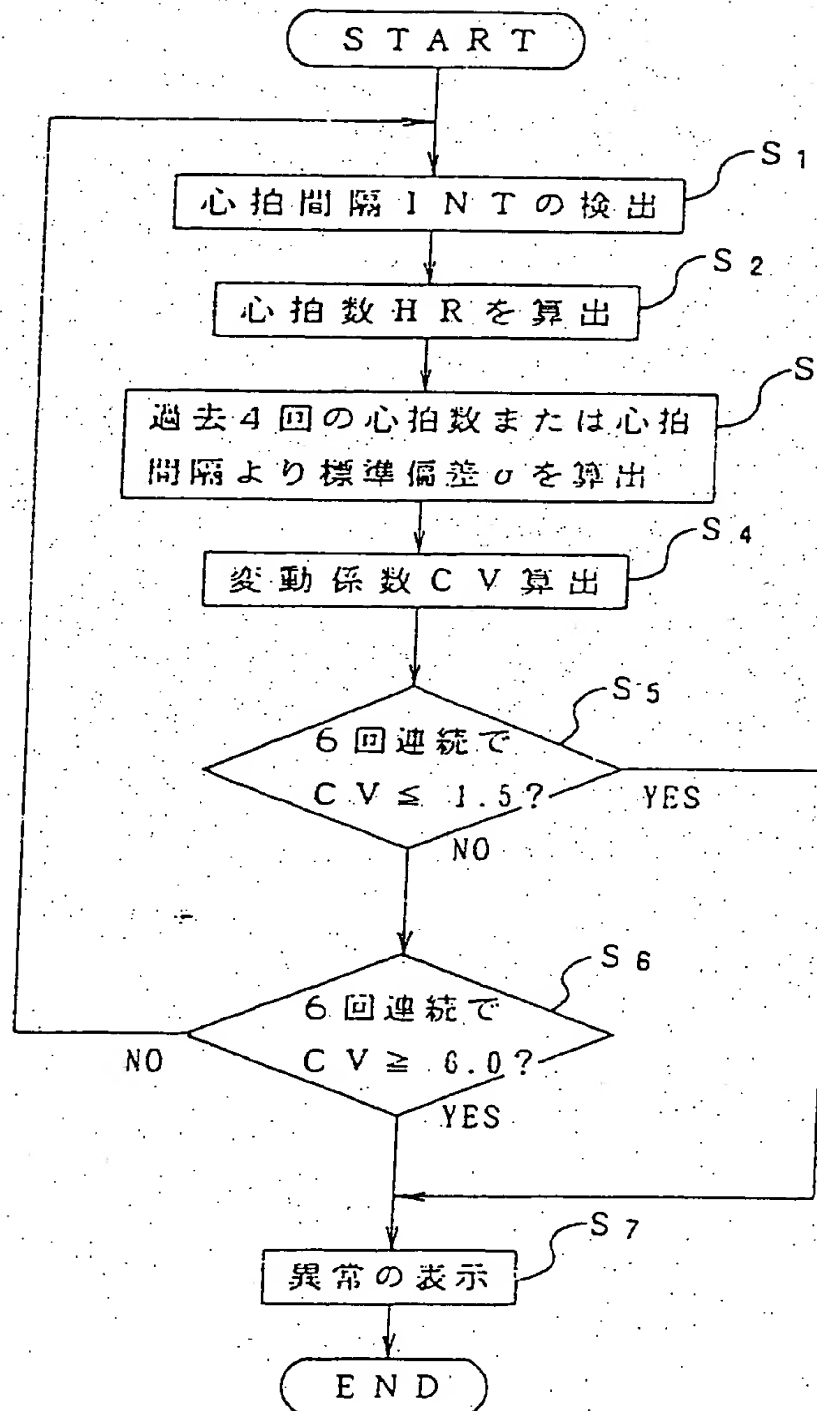 START
S1
心拍間隔INTの検出
S2
心拍数HRを算出
S
過去4回の心拍数または心拍
間隔より標準偏差σを算出
S4
変動係数CV算出
S5
6回連続で
CV≦ 1.5?
YES
NO
S6
6回連続で
CV≧ 6.0?
NO
YES
S7
異常の表示
END